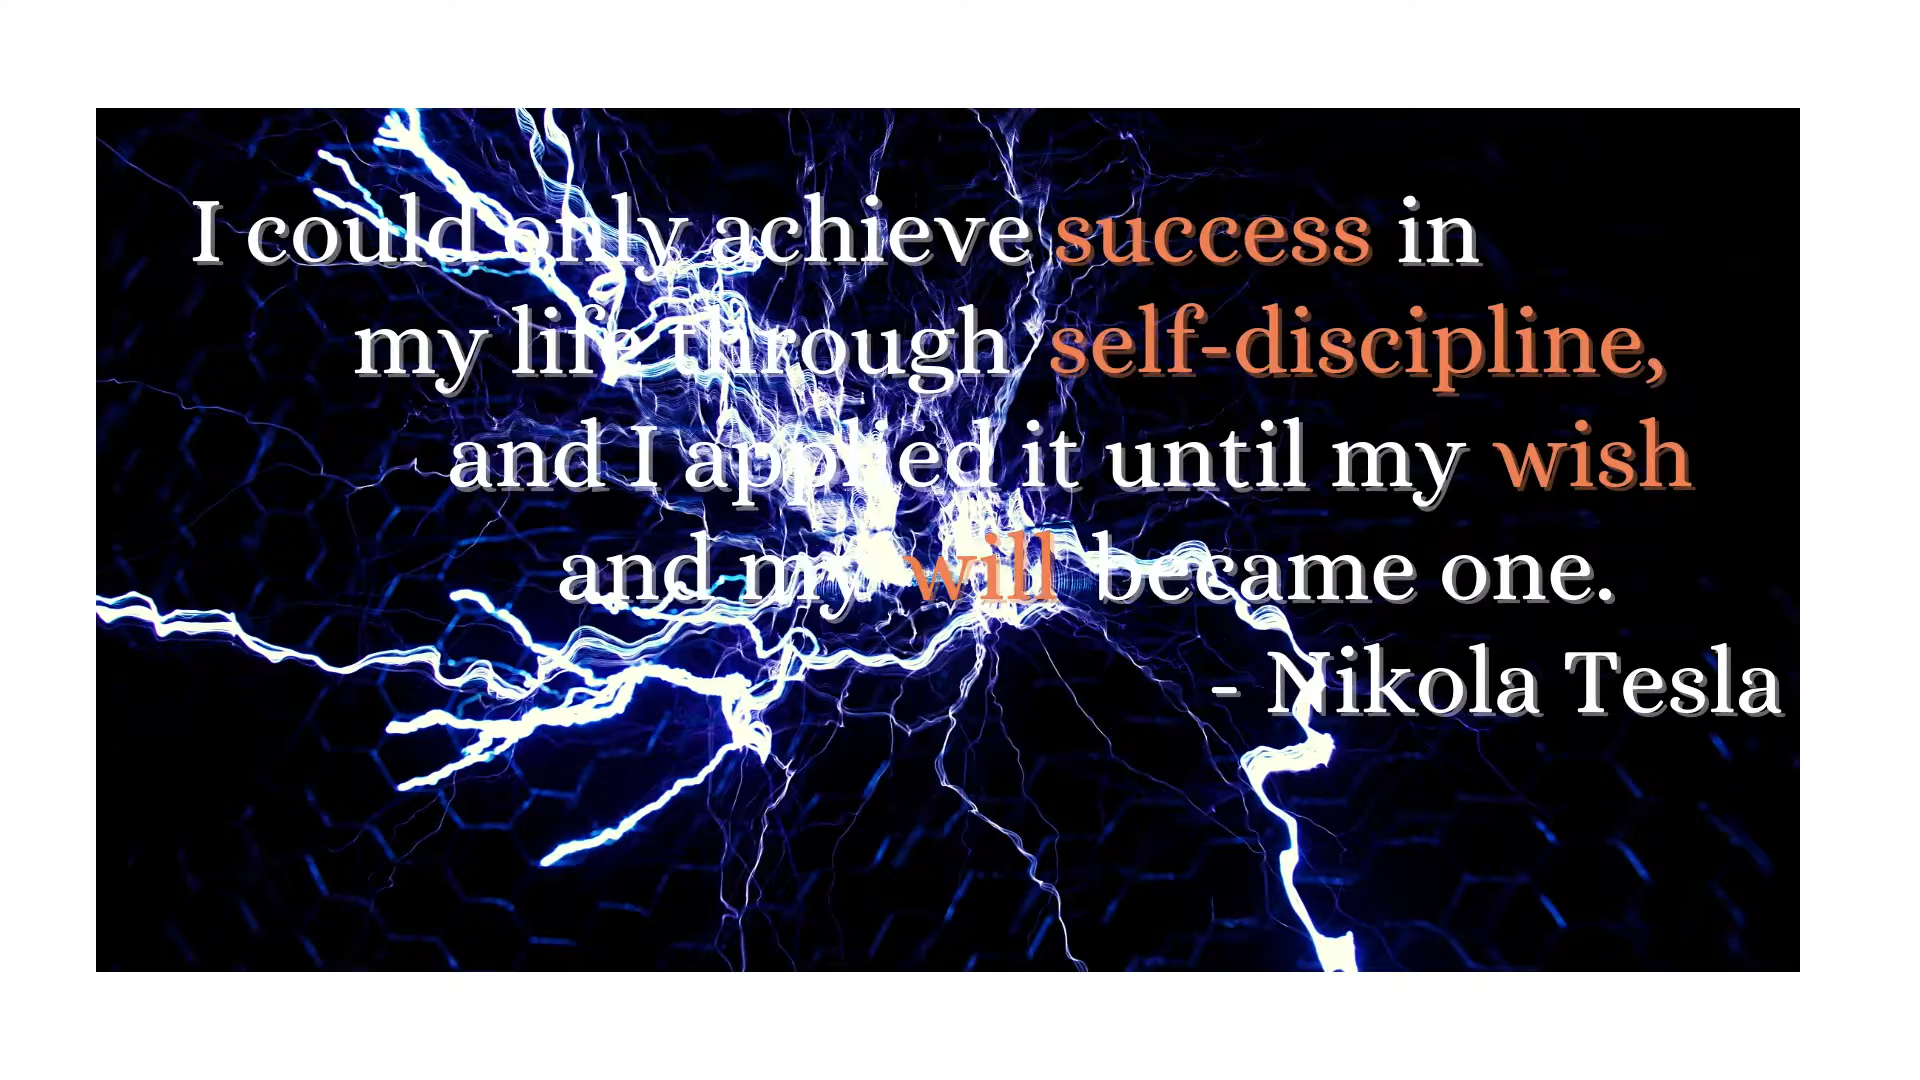 I could only achieve success in
my life through self-discipline,
and I applied it until my wish
and my will became one.
- Nikola Tesla